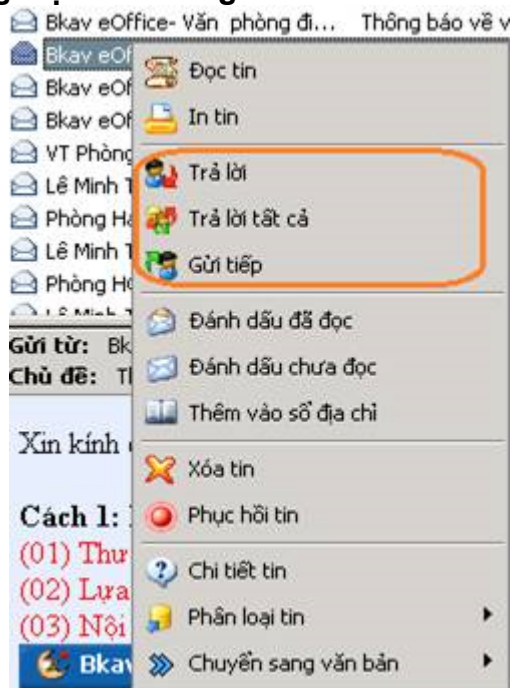 Bkav eOffice- Văn phòng đi... Thông báo về v
Bkav eOf
Bkav eOf
Bkav eOf
VT Phòng
Lê Minh T
Phòng Hà
Lê Minh T
Phòng HC
Đọc tin
In tin
Trả lời
Trả lời tất cả
Gửi tiếp
Đánh dấu đã đọc
Đánh dấu chưa đọc
Thêm vào sổ địa chỉ
Xóa tin
Phục hồi tin
Chi tiết tin
Phân loại tin
Chuyển sang văn bản
Gửi từ: Bk
Chủ đề: Th
Xin kính
Cách 1:
(01) Thư
(02) Lựa
(03) Nội
Bkav